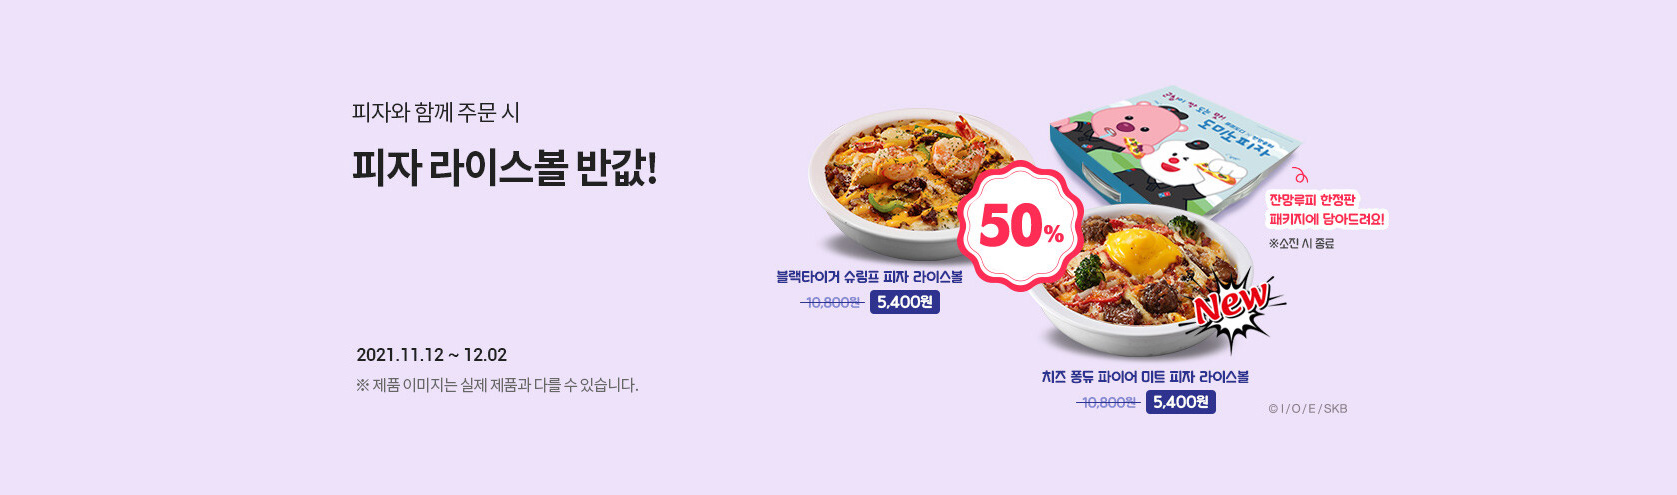 피자와 함께 주문 시
피자 라이스볼 반값!
2021.11.12 ~ 12.02
※ 제품 이미지는 실제 제품과 다를 수 있습니다.
50%
블랙타이거 슈림프 피자 라이스볼
10,800원 5,400원
도미꾸피자
잔망루피 한정판
패키지에 담아드려요!
※소진 시 종료
New
치즈 퐁듀 파이어 미트 피자 라이스볼
10,800원 5,400원
© I / O / E / SKB